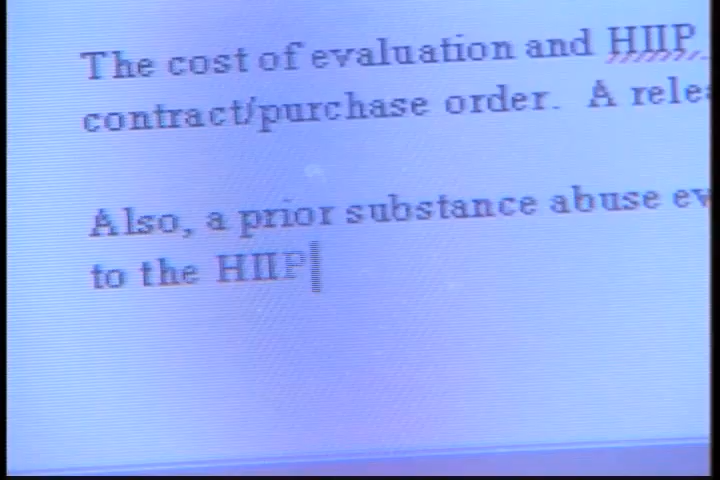 The cost of evaluation and HIIP
contract/purchase order. A rele
Also, a prior substance abuse ev
to the HIIP